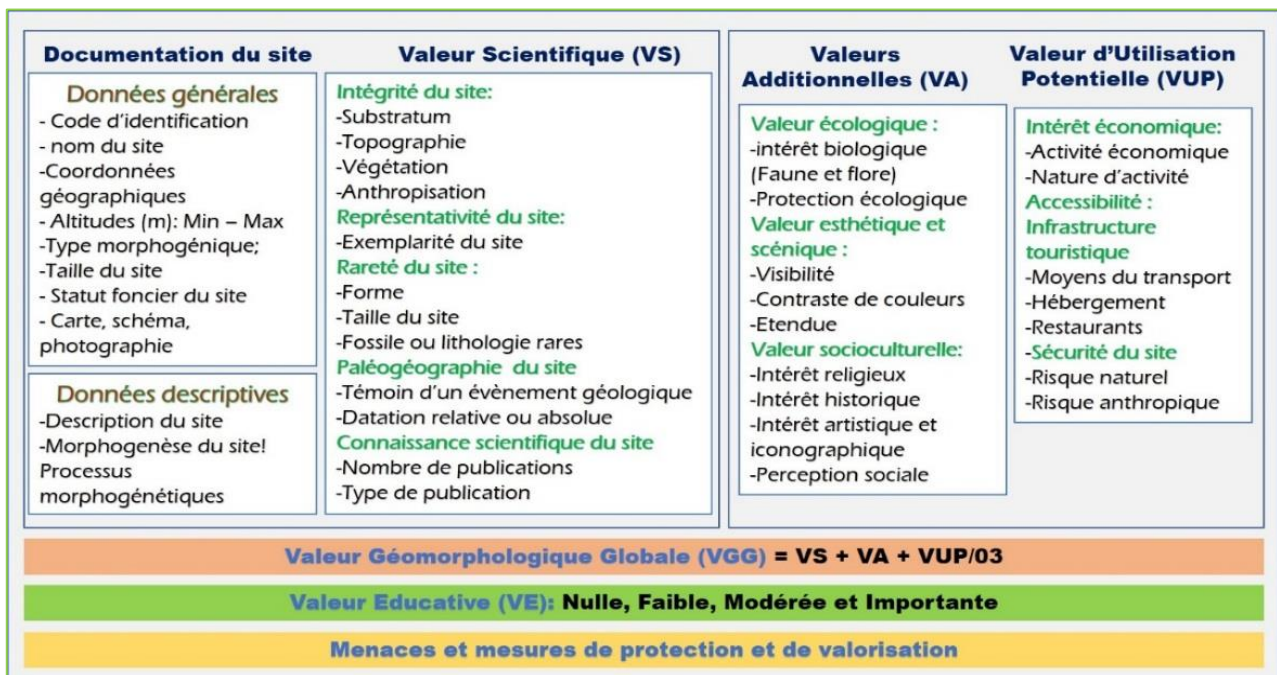 Documentation du site
Données générales
- Code d'identification
- nom du site
-Coordonnées
géographiques
- Altitudes (m): Min – Max
-Type morphogénique;
-Taille du site
- Statut foncier du site
- Carte, schéma,
photographie
Données descriptives
-Description du site
-Morphogenèse du site!
Processus
morphogénétiques
Valeur Scientifique (VS)
Intégrité du site:
-Substratum
-Topographie
-Végétation
-Anthropisation
Représentativité du site:
-Exemplarité du site
Rareté du site :
-Forme
-Taille du site
-Fossile ou lithologie rares
Paléogéographie du site
-Témoin d'un évènement géologique
-Datation relative ou absolue
Connaissance scientifique du site
-Nombre de publications
-Type de publication
Valeurs
Additionnelles (VA)
Valeur écologique :
-intérêt biologique
(Faune et flore)
-Protection écologique
Valeur esthétique et
scénique :
-Visibilité
-Contraste de couleurs
-Etendue
Valeur socioculturelle:
-Intérêt religieux
-Intérêt historique
-Intérêt artistique et
iconographique
-Perception sociale
Valeur d'Utilisation
Potentielle (VUP)
Intérêt économique:
-Activité économique
-Nature d'activité
Accessibilité :
Infrastructure
touristique
-Moyens du transport
-Hébergement
-Restaurants
-Sécurité du site
-Risque naturel
-Risque anthropique
Valeur Géomorphologique Globale (VGG) = VS + VA + VUP/03
Valeur Educative (VE): Nulle, Faible, Modérée et Importante
Menaces et mesures de protection et de valorisation